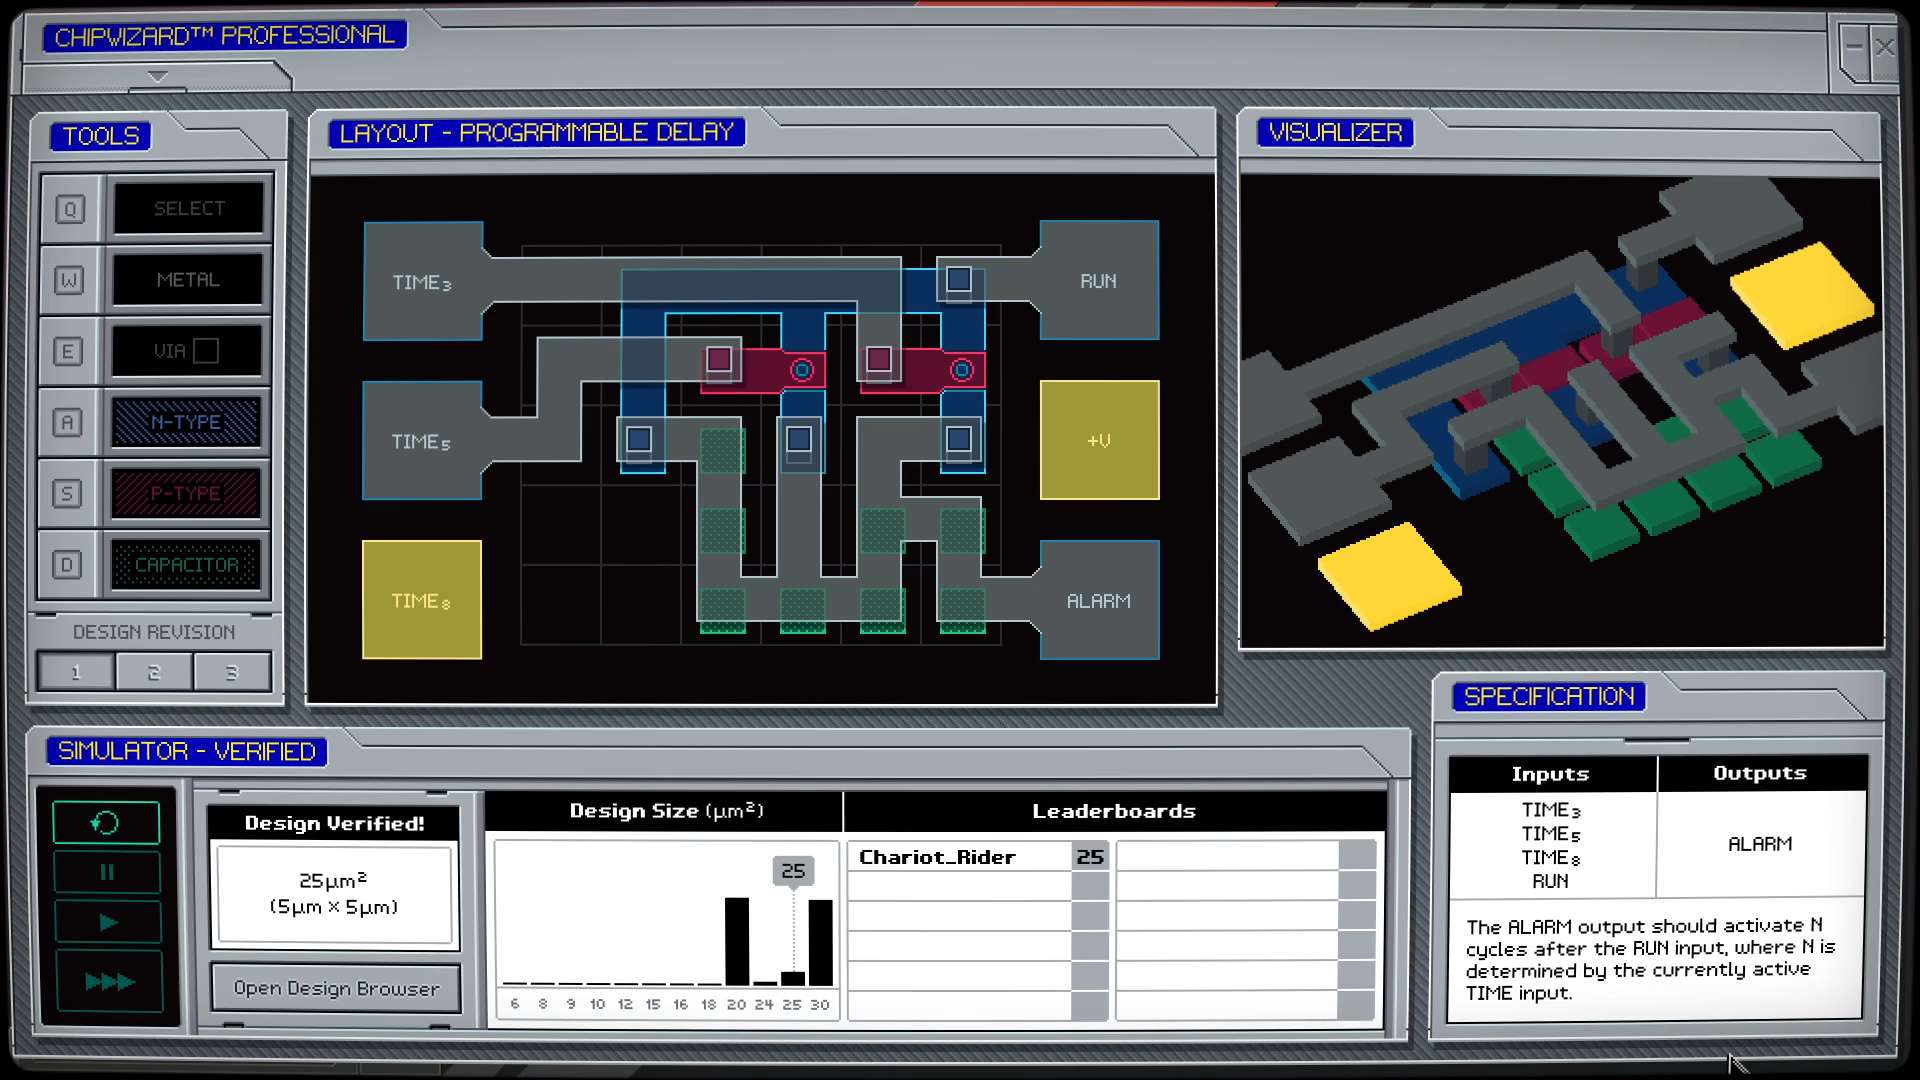 CHIPWIZARD™ PROFESSIONAL
TOOLS
Q SELECT
W METAL
E VIA
A N-TYPE
S P-TYPE
D CAPACITOR
DESIGN REVISION
1 2 3
LAYOUT - PROGRAMMABLE DELAY
TIME₃
RUN
TIME₅
+V
TIME₈
ALARM
VISUALIZER
SIMULATOR - VERIFIED
Design Verified!
25µm²
(5µm × 5µm)
Open Design Browser
Design Size (µm²)
25
6 8 9 10 12 15 16 18 20 24 25 30
Leaderboards
Chariot_Rider 25
SPECIFICATION
Inputs Outputs
TIME₃
TIME₅
TIME₈
RUN
ALARM
The ALARM output should activate N
cycles after the RUN input, where N is
determined by the currently active
TIME input.